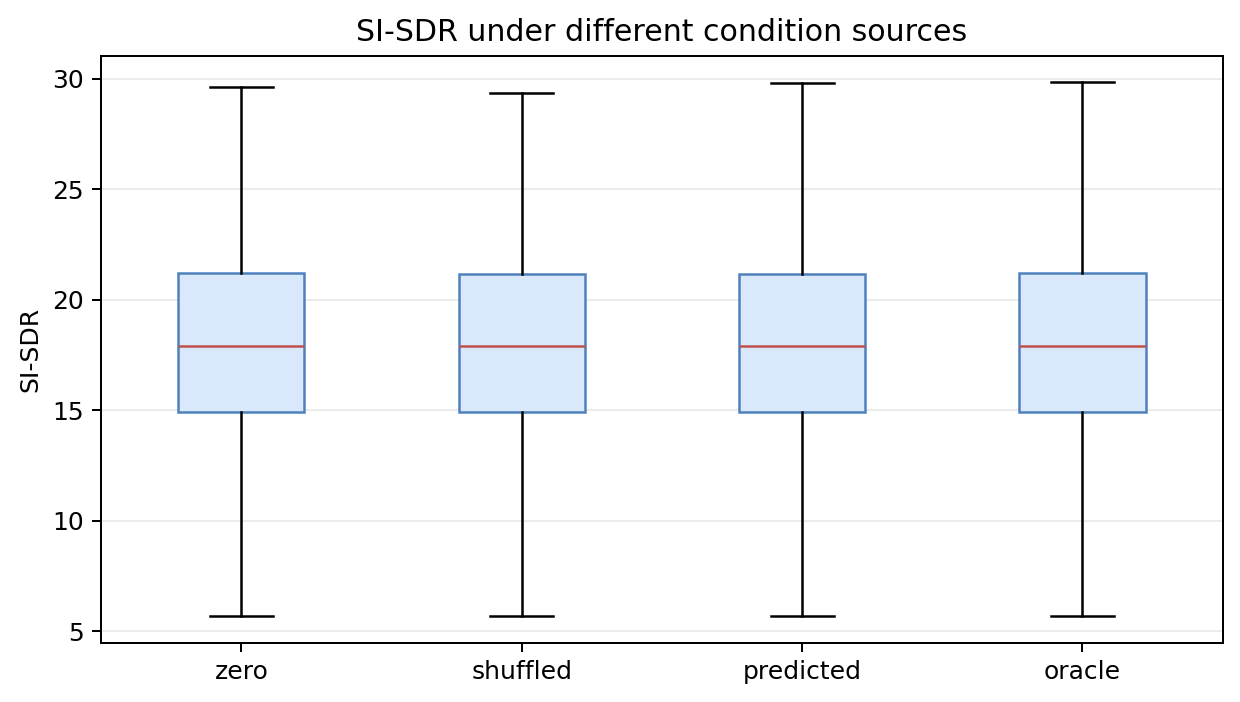 SI-SDR under different condition sources
30
25
20
15
10
5
SI-SDR
zero shuffled predicted oracle